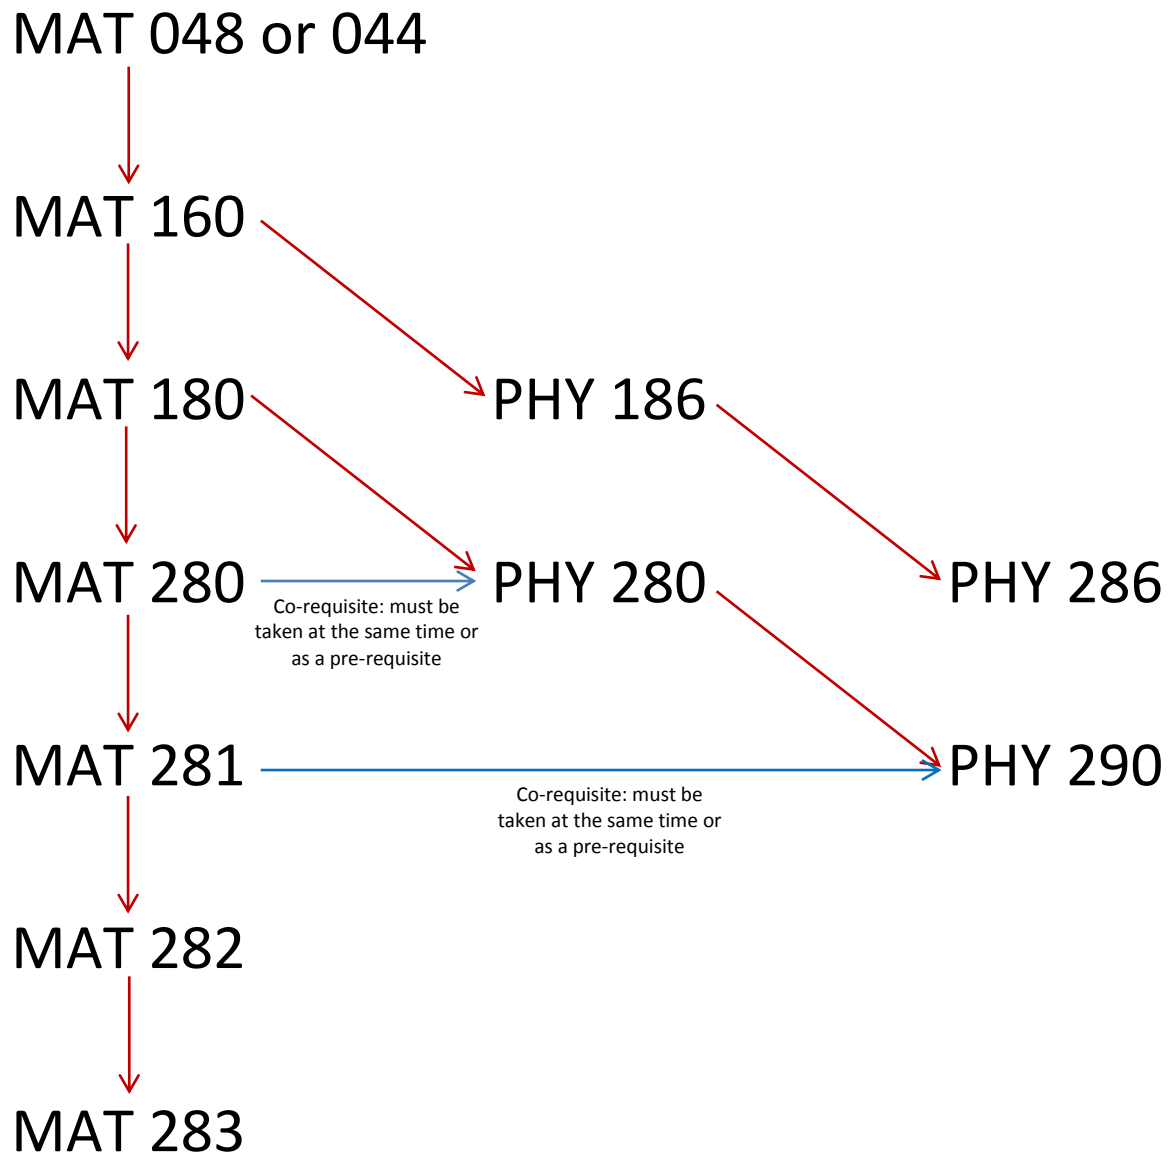 MAT 048 or 044
MAT 160
MAT 180
PHY 186
MAT 280
PHY 280
PHY 286
Co-requisite: must be
taken at the same time or
as a pre-requisite
MAT 281
PHY 290
Co-requisite: must be
taken at the same time or
as a pre-requisite
MAT 282
MAT 283